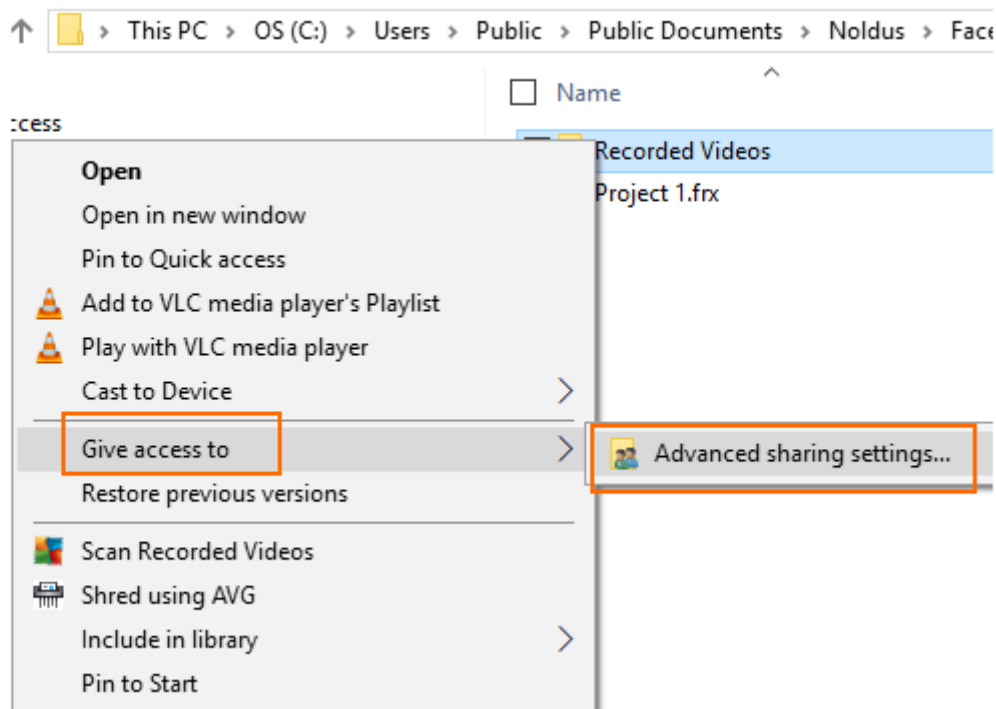 This PC > OS (C:) > Users > Public > Public Documents > Noldus > Face
Name
ccess
Recorded Videos
Project 1.frx
Open
Open in new window
Pin to Quick access
Add to VLC media player's Playlist
Play with VLC media player
Cast to Device
Give access to
Advanced sharing settings...
Restore previous versions
Scan Recorded Videos
Shred using AVG
Include in library
Pin to Start